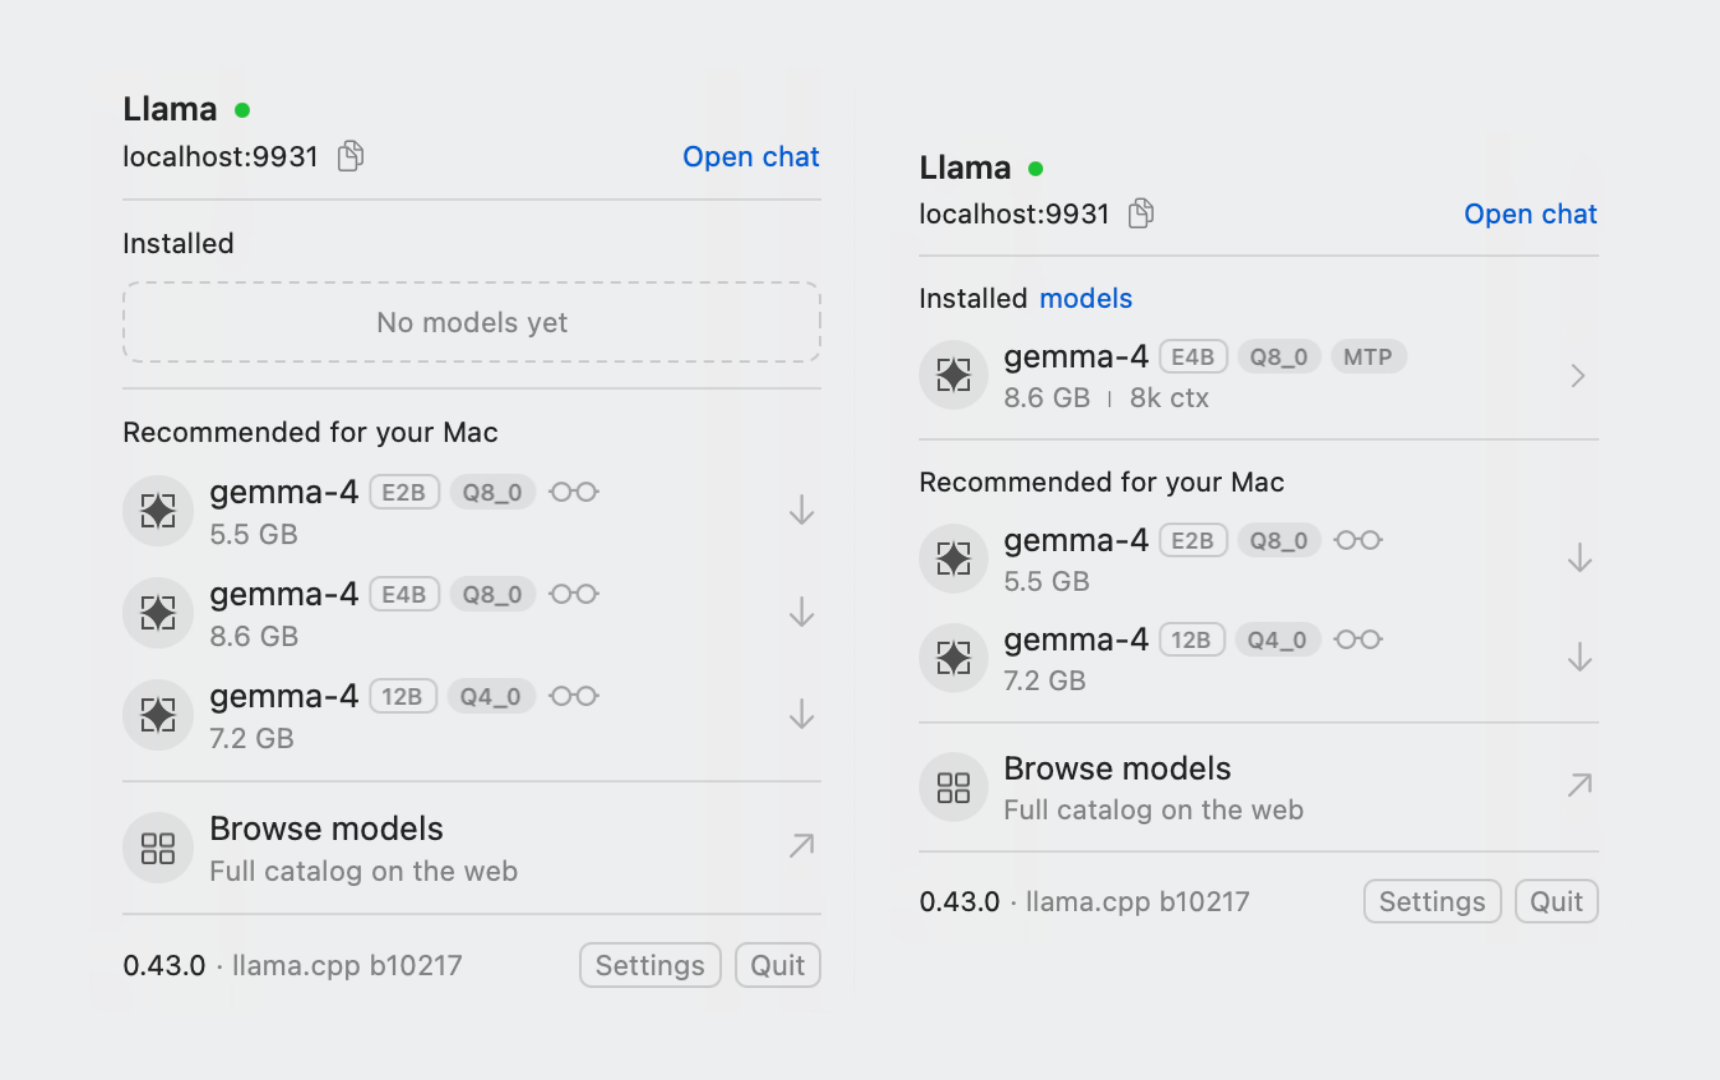 Llama
localhost:9931 Open chat
Installed
No models yet
Recommended for your Mac
gemma-4 E2B Q8_0
5.5 GB
gemma-4 E4B Q8_0
8.6 GB
gemma-4 12B Q4_0
7.2 GB
Browse models
Full catalog on the web
0.43.0 · llama.cpp b10217 Settings Quit
Llama
localhost:9931 Open chat
Installed models
gemma-4 E4B Q8_0 MTP
8.6 GB | 8k ctx
Recommended for your Mac
gemma-4 E2B Q8_0
5.5 GB
gemma-4 12B Q4_0
7.2 GB
Browse models
Full catalog on the web
0.43.0 · llama.cpp b10217 Settings Quit